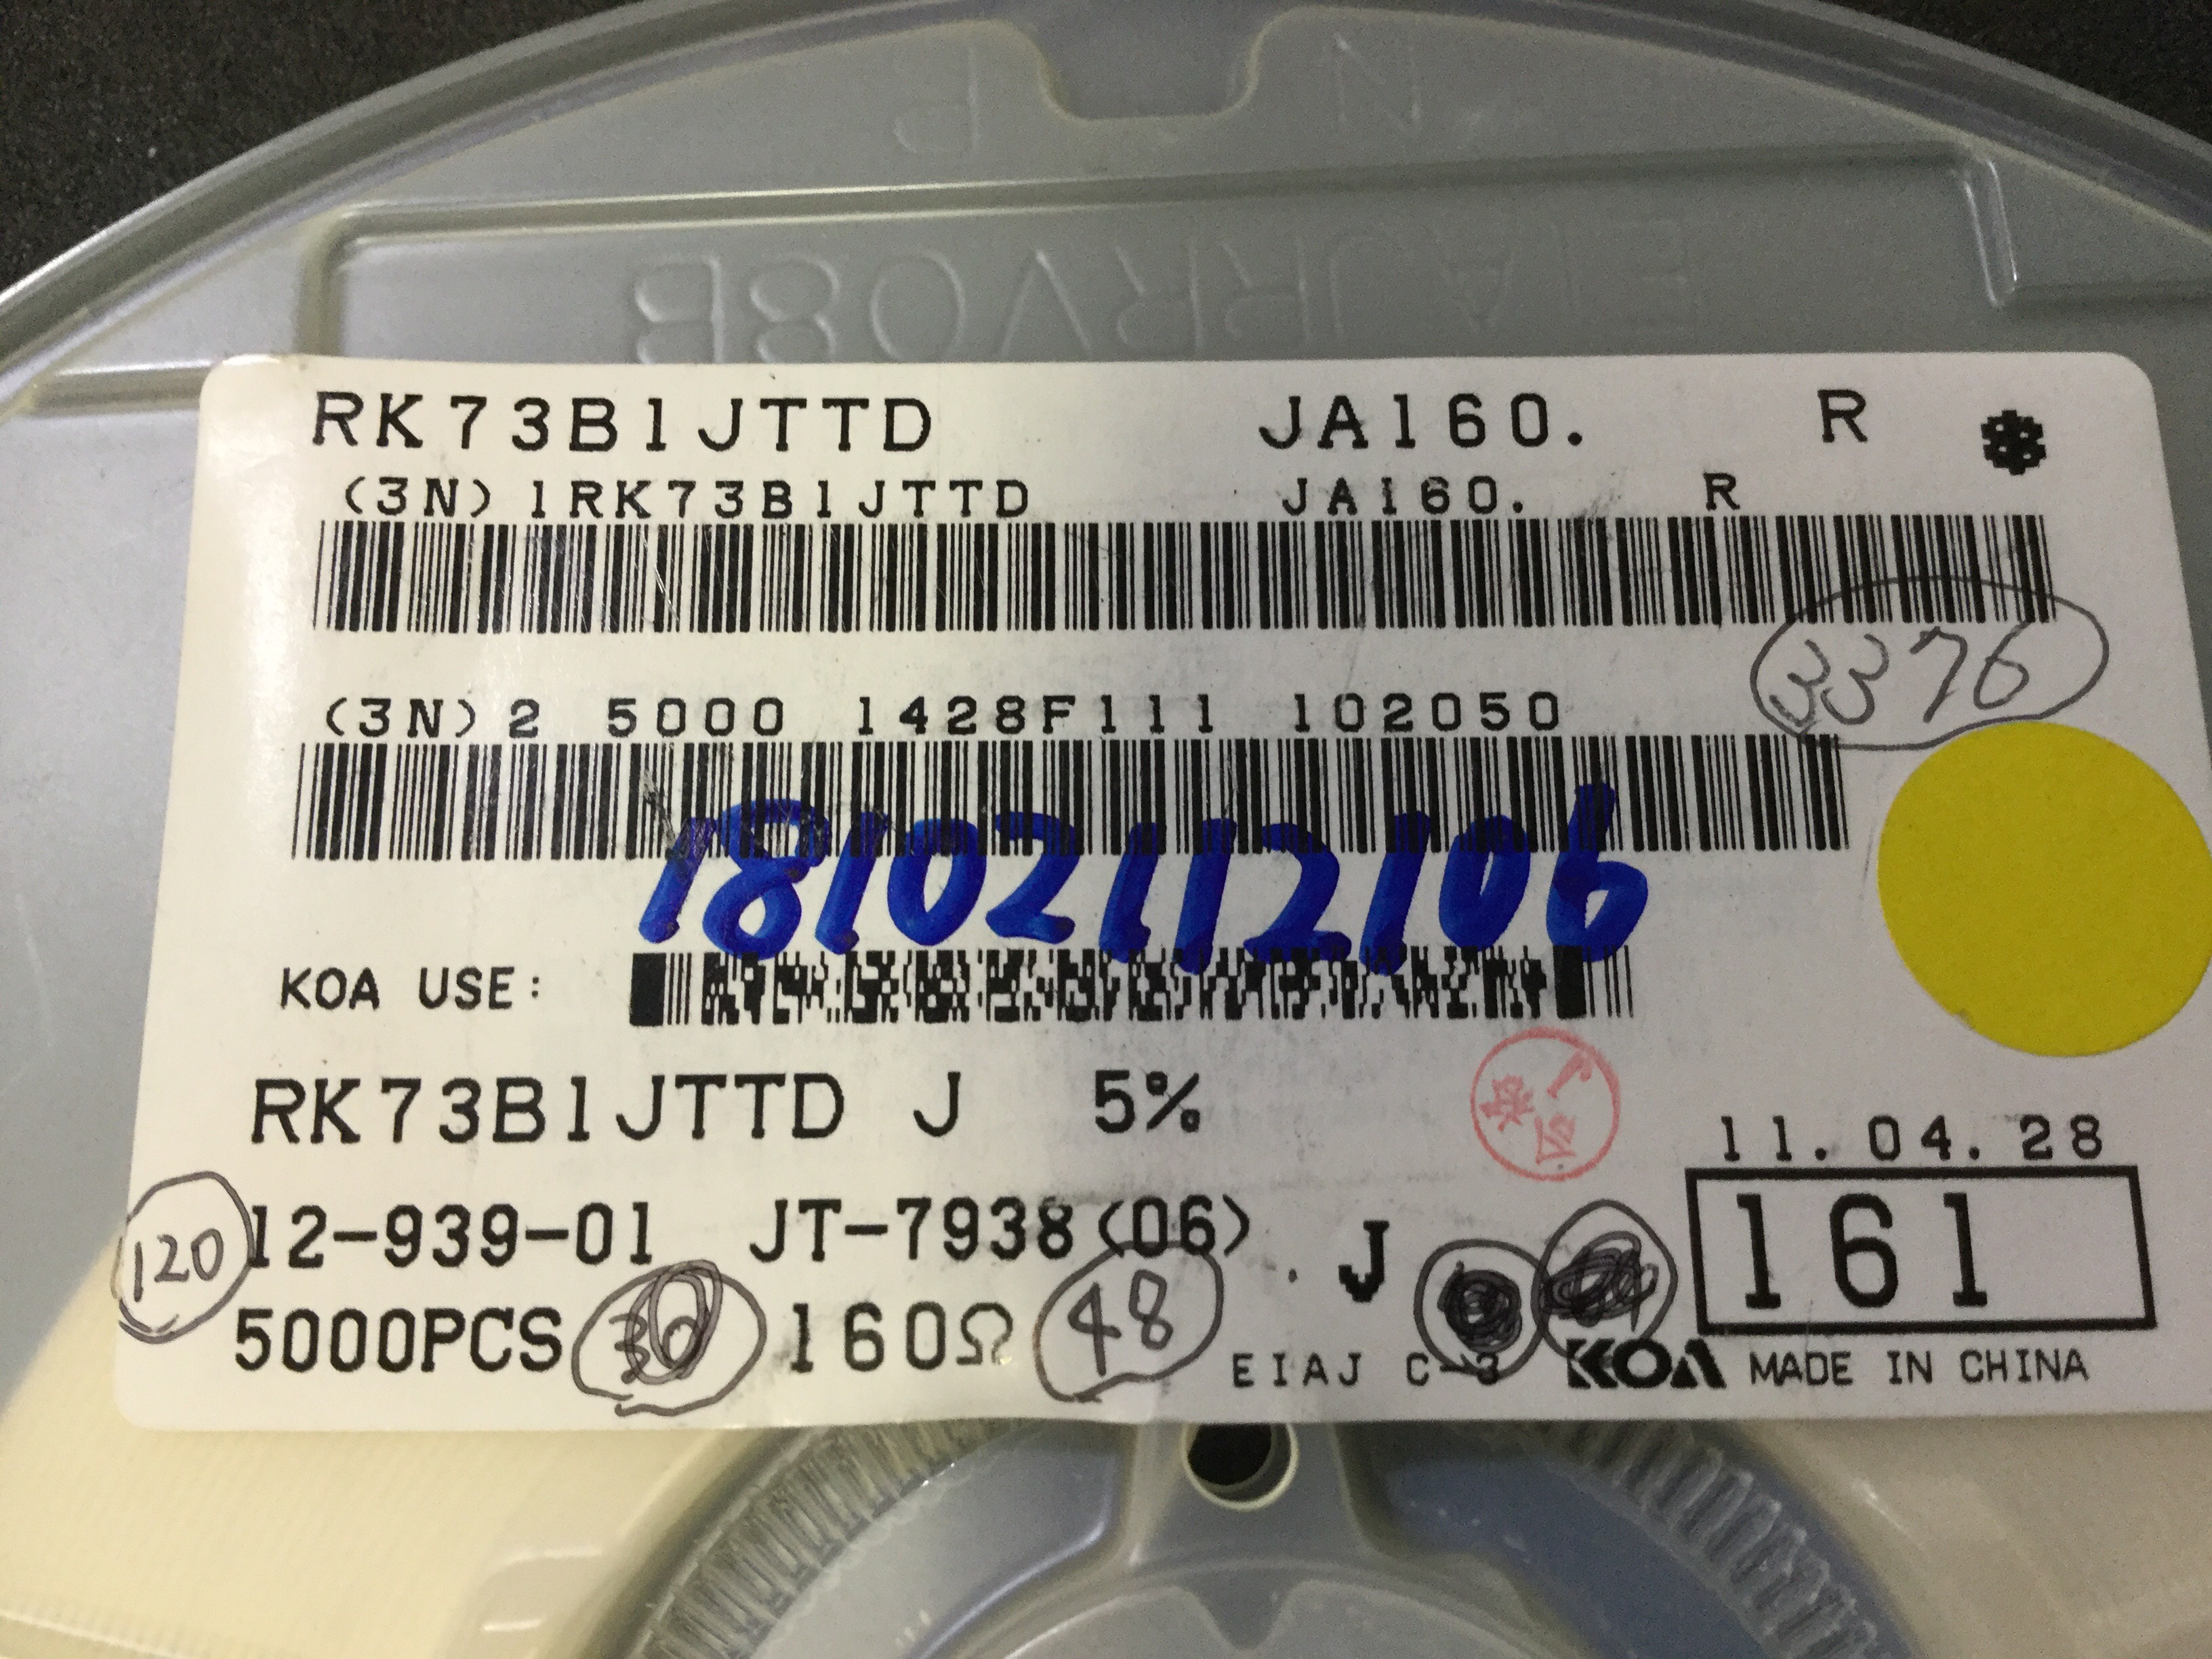 P N
EIAJRRV08B
RK73B1JTTD JA160. R *
(3N)1RK73B1JTTD JA160. R
3376
(3N)2 5000 1428F111 102050
18102112106
KOA USE:
RK73B1JTTD J 5%
11.04.28
120 12-939-01 JT-7938(06) . J 161
5000PCS 30 160Ω 48 EIAJ C-3 KOA MADE IN CHINA